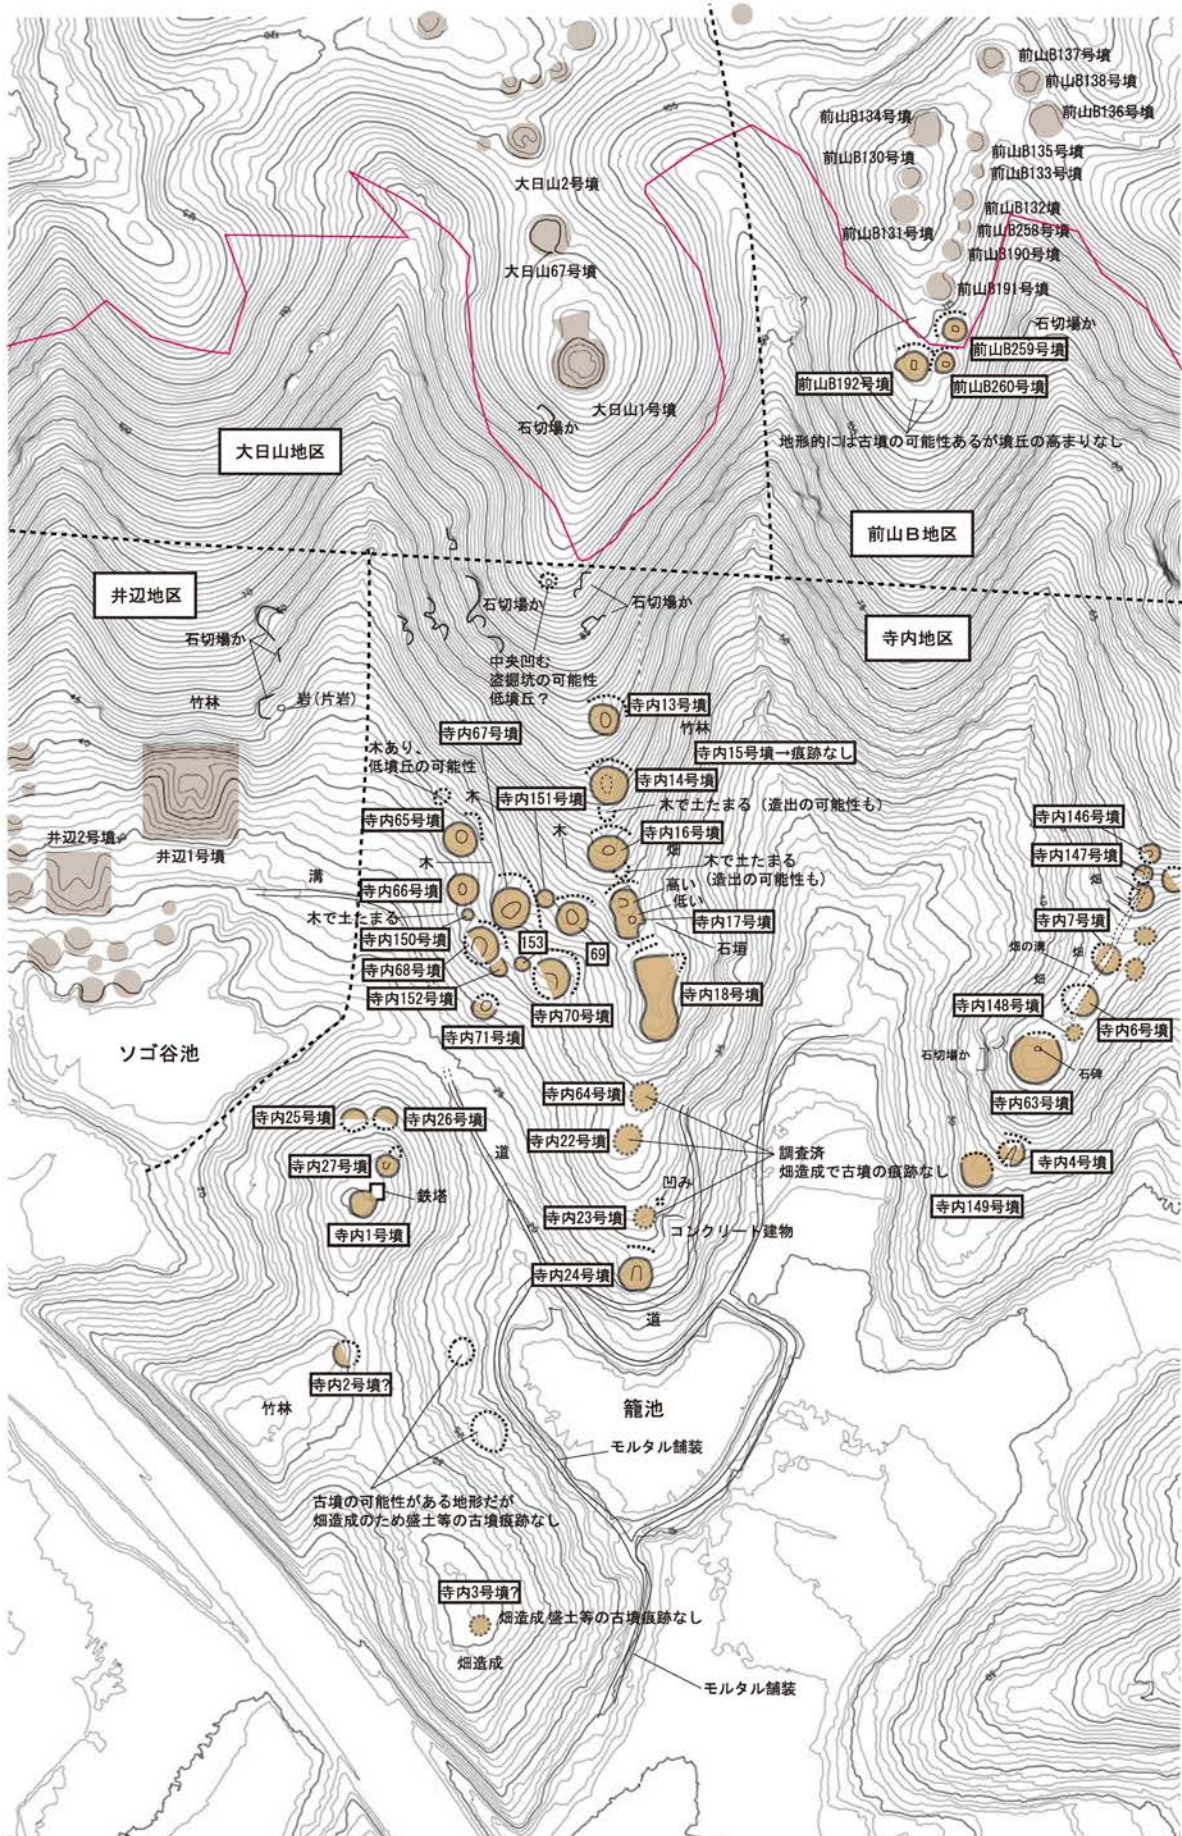 前山B137号墳
前山B138号墳
前山B136号墳
前山B134号墳
前山B135号墳
前山B130号墳
前山B133号墳
大日山2号墳
前山B132墳
前山B131号墳
前山B258号墳
前山B190号墳
大日山67号墳
前山B191号墳
石切場か
前山B259号墳
前山B192号墳
前山B260号墳
大日山1号墳
石切場か
地形的には古墳の可能性あるが墳丘の高まりなし
大日山地区
前山B地区
井辺地区
石切場か
石切場か
寺内地区
石切場か
中央凹む
盗掘坑の可能性
低墳丘?
竹林
岩(片岩)
寺内13号墳
竹林
寺内67号墳
木あり、
低墳丘の可能性
寺内15号墳→痕跡なし
寺内14号墳
木
寺内151号墳
木で土たまる(造出の可能性も)
寺内65号墳
木
寺内16号墳
畑
寺内146号墳
井辺2号墳
井辺1号墳
木
木で土たまる
(造出の可能性も)
寺内147号墳
溝
寺内66号墳
高い
低い
畑
木で土たまる
寺内17号墳
寺内7号墳
寺内150号墳
153
69
石垣
畑の溝
畑
寺内68号墳
畑
寺内152号墳
寺内70号墳
寺内18号墳
寺内148号墳
寺内6号墳
寺内71号墳
ソゴ谷池
石切場か
石碑
寺内64号墳
寺内63号墳
寺内25号墳
寺内26号墳
寺内22号墳
道
調査済
畑造成で古墳の痕跡なし
寺内27号墳
寺内4号墳
鉄塔
凹み
寺内149号墳
寺内1号墳
寺内23号墳
コンクリート建物
寺内24号墳
道
寺内2号墳?
竹林
籠池
モルタル舗装
古墳の可能性がある地形だが
畑造成のため盛土等の古墳痕跡なし
寺内3号墳?
畑造成 盛土等の古墳痕跡なし
畑造成
モルタル舗装